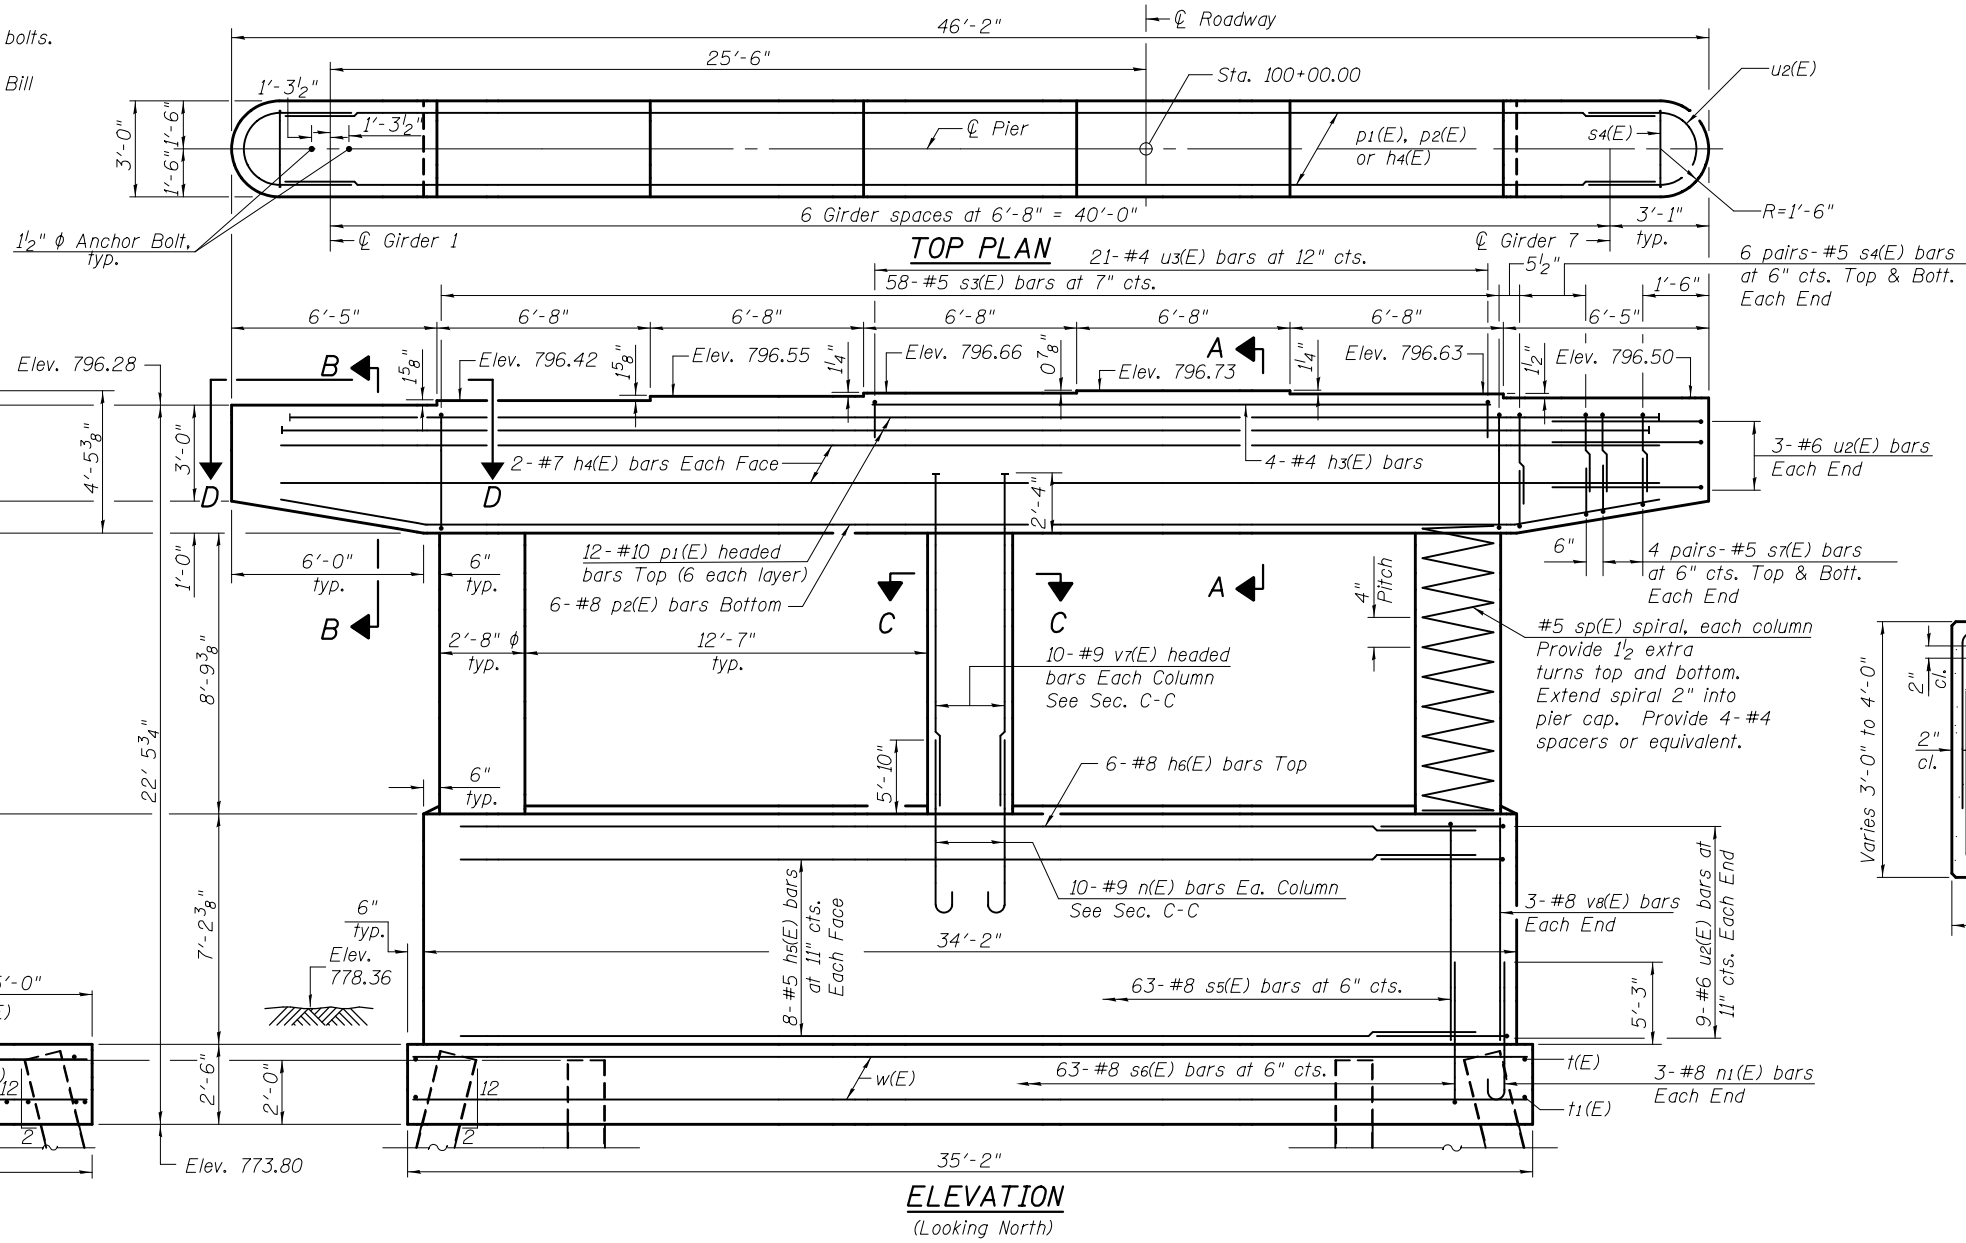 bolts.
Bill
46'-2"
℄ Roadway
25'-6"
Sta. 100+00.00
u2(E)
1'-3½"
1'-3½"
3'-0"
1'-6"
1'-6"
℄ Pier
p1(E), p2(E)
or h4(E)
s4(E)
R=1'-6"
1½" φ Anchor Bolt,
typ.
℄ Girder 1
6 Girder spaces at 6'-8" = 40'-0"
3'-1"
typ.
℄ Girder 7
TOP PLAN
21-#4 u3(E) bars at 12" cts.
58-#5 s3(E) bars at 7" cts.
5½"
6 pairs-#5 s4(E) bars
at 6" cts. Top & Bott.
Each End
1'-6"
6'-5"
6'-8"
6'-8"
6'-8"
6'-8"
6'-8"
6'-5"
Elev. 796.28
B
1⅝"
Elev. 796.42
1⅝"
Elev. 796.55
1¼"
Elev. 796.66
0⅞"
Elev. 796.73
A
1¼"
Elev. 796.63
1½"
Elev. 796.50
4'-5⅜"
3'-0"
D
D
2-#7 h4(E) bars Each Face
2'-4"
4-#4 h3(E) bars
3-#6 u2(E) bars
Each End
1'-0"
6'-0"
typ.
6"
typ.
12-#10 p1(E) headed
bars Top (6 each layer)
6-#8 p2(E) bars Bottom
C
C
A
4"
Pitch
6"
4 pairs-#5 s7(E) bars
at 6" cts. Top & Bott.
Each End
B
8'-9⅜"
2'-8" φ
typ.
12'-7"
typ.
10-#9 v7(E) headed
bars Each Column
See Sec. C-C
#5 sp(E) spiral, each column
Provide 1½ extra
turns top and bottom.
Extend spiral 2" into
pier cap. Provide 4-#4
spacers or equivalent.
Varies 3'-0" to 4'-0"
2"
cl.
2"
cl.
22' 5¾"
6"
typ.
5'-10"
6-#8 h6(E) bars Top
7'-2⅜"
8-#5 h5(E) bars
at 11" cts.
Each Face
10-#9 n(E) bars Ea. Column
See Sec. C-C
3-#8 v8(E) bars
Each End
9-#6 u2(E) bars at
11" cts. Each End
6"
typ.
34'-2"
Elev.
778.36
63-#8 s5(E) bars at 6" cts.
5'-3"
2'-6"
2'-0"
12
2
w(E)
63-#8 s6(E) bars at 6" cts.
t(E)
t1(E)
3-#8 n1(E) bars
Each End
12
2
Elev. 773.80
35'-2"
ELEVATION
(Looking North)